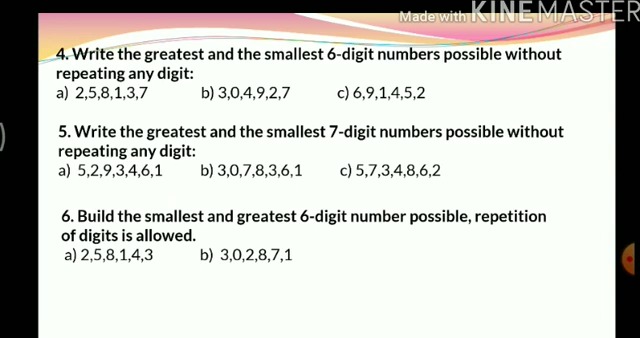 Made with KINEMASTER
4. Write the greatest and the smallest 6-digit numbers possible without
repeating any digit:
a) 2,5,8,1,3,7 b) 3,0,4,9,2,7 c) 6,9,1,4,5,2
5. Write the greatest and the smallest 7-digit numbers possible without
repeating any digit:
a) 5,2,9,3,4,6,1 b) 3,0,7,8,3,6,1 c) 5,7,3,4,8,6,2
6. Build the smallest and greatest 6-digit number possible, repetition
of digits is allowed.
a) 2,5,8,1,4,3 b) 3,0,2,8,7,1